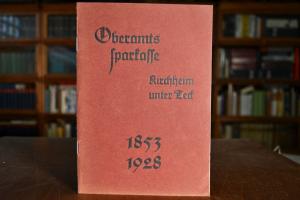 Oberamts
sparkasse
Kirchheim
unter Teck
1853
1928